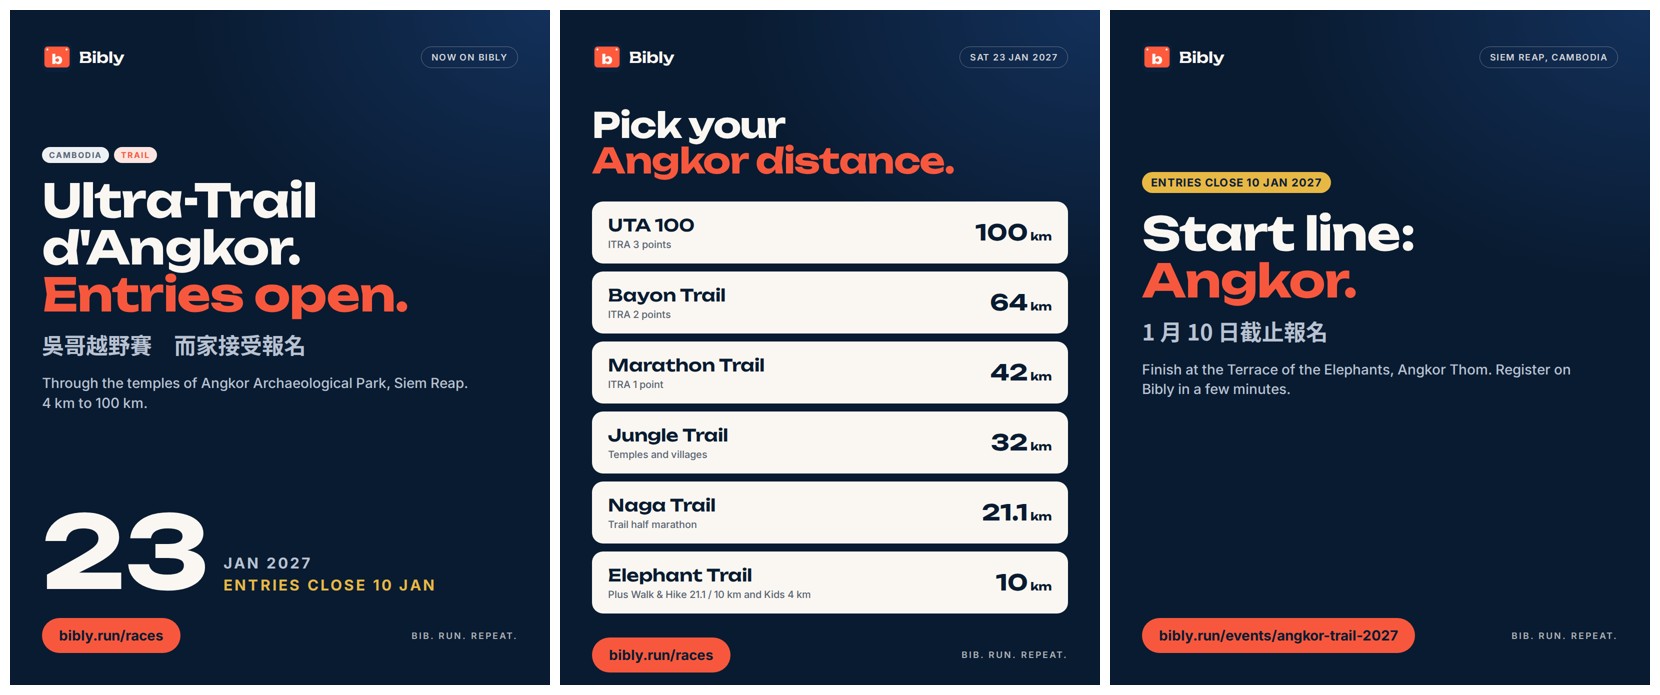 b Bibly
NOW ON BIBLY
CAMBODIA TRAIL
Ultra-Trail
d'Angkor.
Entries open.
吳哥越野賽 而家接受報名
Through the temples of Angkor Archaeological Park, Siem Reap.
4 km to 100 km.
23
JAN 2027
ENTRIES CLOSE 10 JAN
bibly.run/races
BIB. RUN. REPEAT.
b Bibly
SAT 23 JAN 2027
Pick your
Angkor distance.
UTA 100
ITRA 3 points
100 km
Bayon Trail
ITRA 2 points
64 km
Marathon Trail
ITRA 1 point
42 km
Jungle Trail
Temples and villages
32 km
Naga Trail
Trail half marathon
21.1 km
Elephant Trail
Plus Walk & Hike 21.1 / 10 km and Kids 4 km
10 km
bibly.run/races
BIB. RUN. REPEAT.
b Bibly
SIEM REAP, CAMBODIA
ENTRIES CLOSE 10 JAN 2027
Start line:
Angkor.
1 月 10 日截止報名
Finish at the Terrace of the Elephants, Angkor Thom. Register on
Bibly in a few minutes.
bibly.run/events/angkor-trail-2027
BIB. RUN. REPEAT.